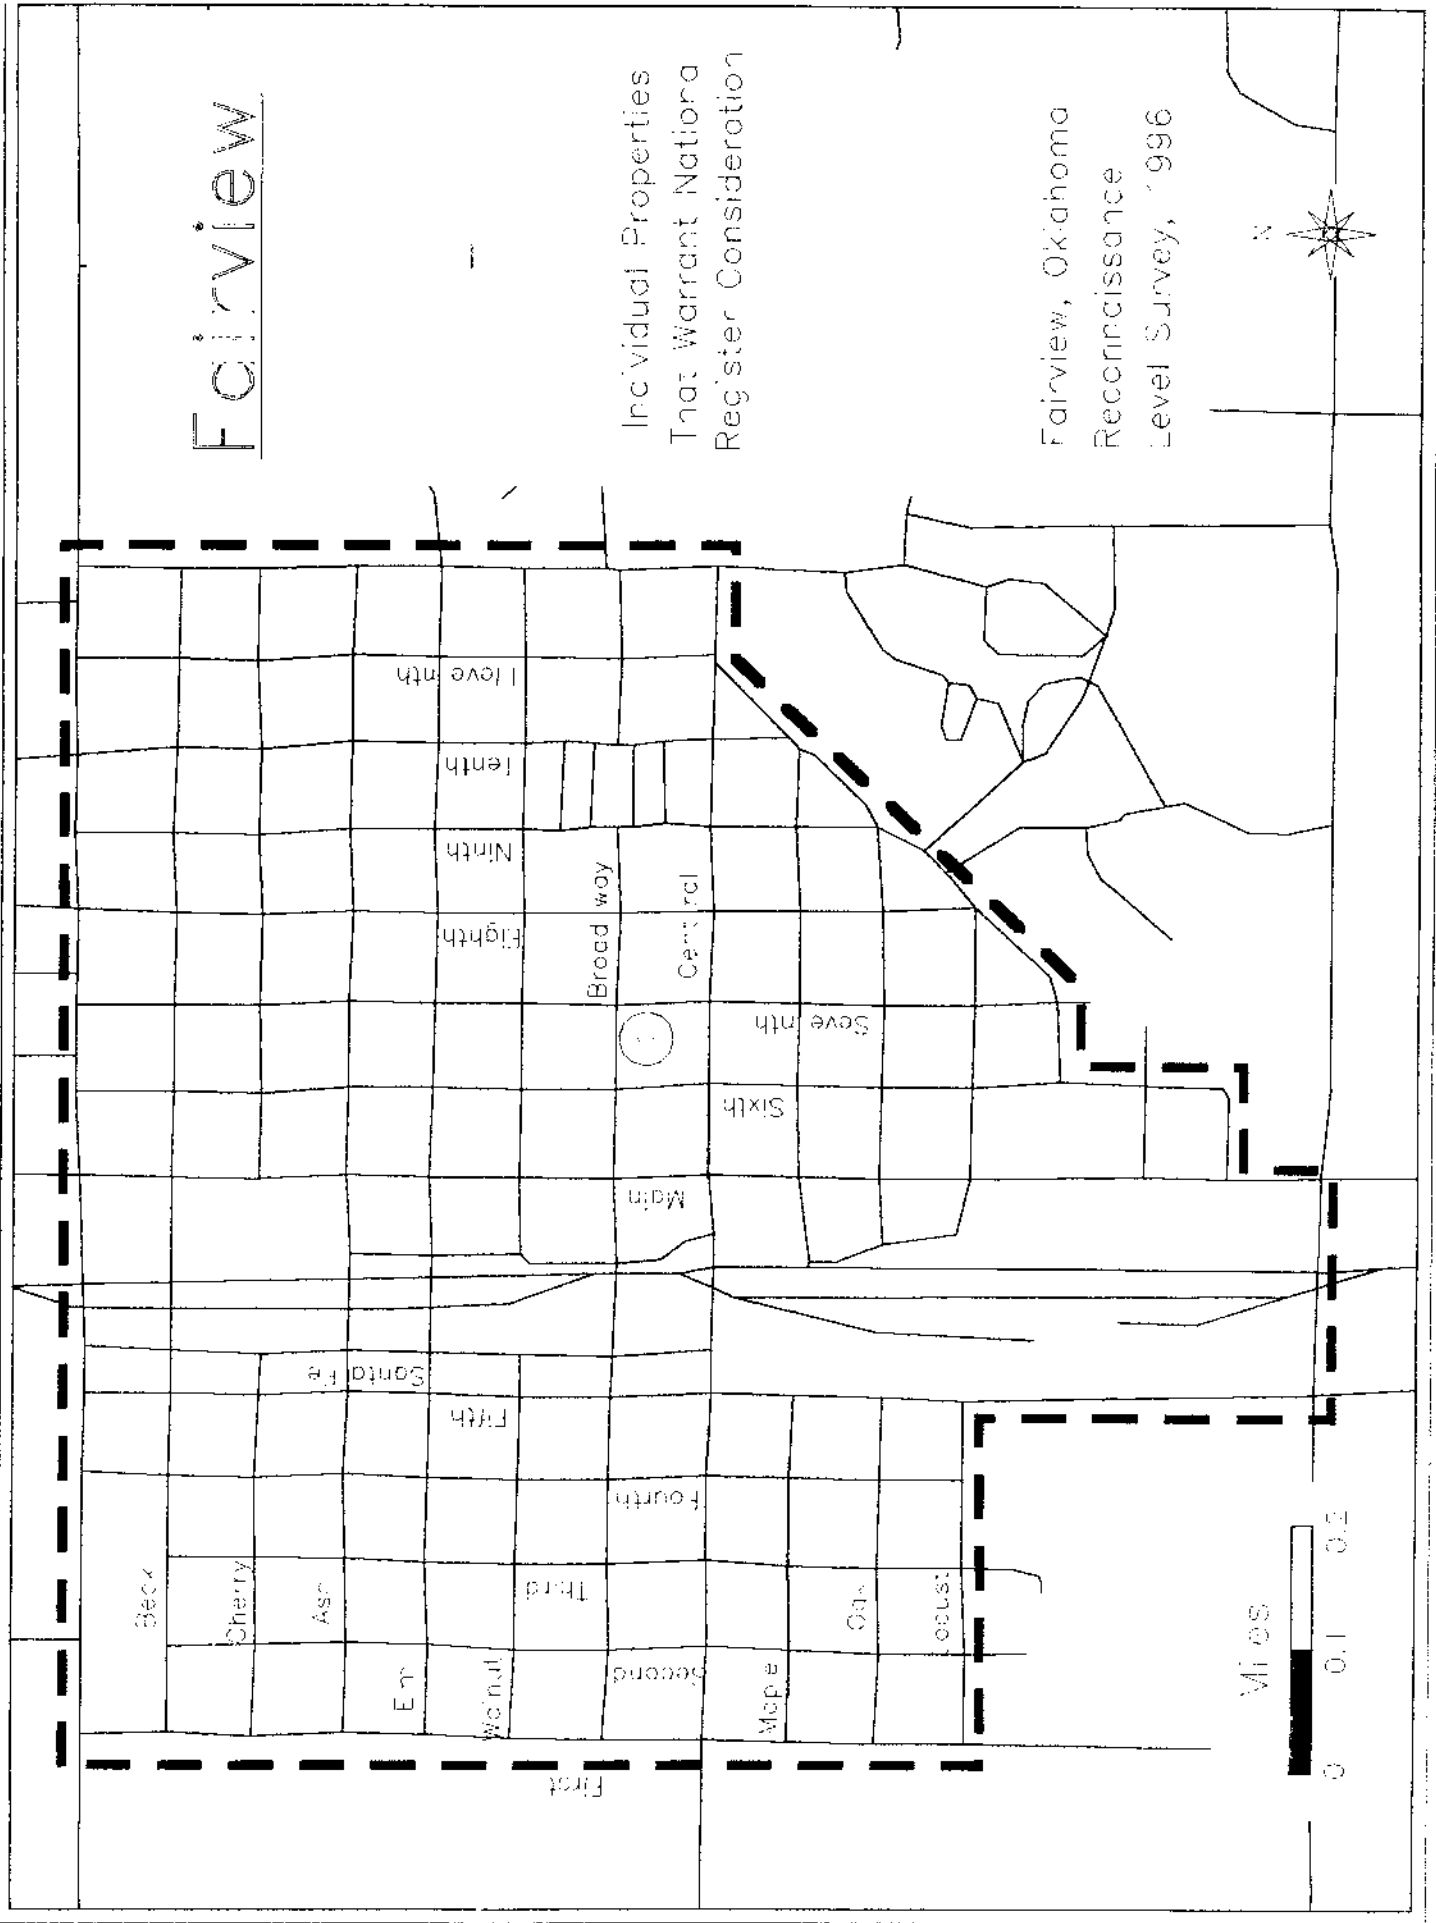 Fairview
Individual Properties
That Warrant Nationa
Register Consideration
Fairview, Oklahoma
Reconnaissance
Level Survey, 1996
N
Eleventh
Tenth
Ninth
Eighth
Broadway
Central
Seventh
Sixth
Main
Santa Fe
Fifth
Fourth
Third
Second
First
Beck
Cherry
Ash
Elm
Walnut
Maple
Oak
Locust
Miles
0 0.1 0.2